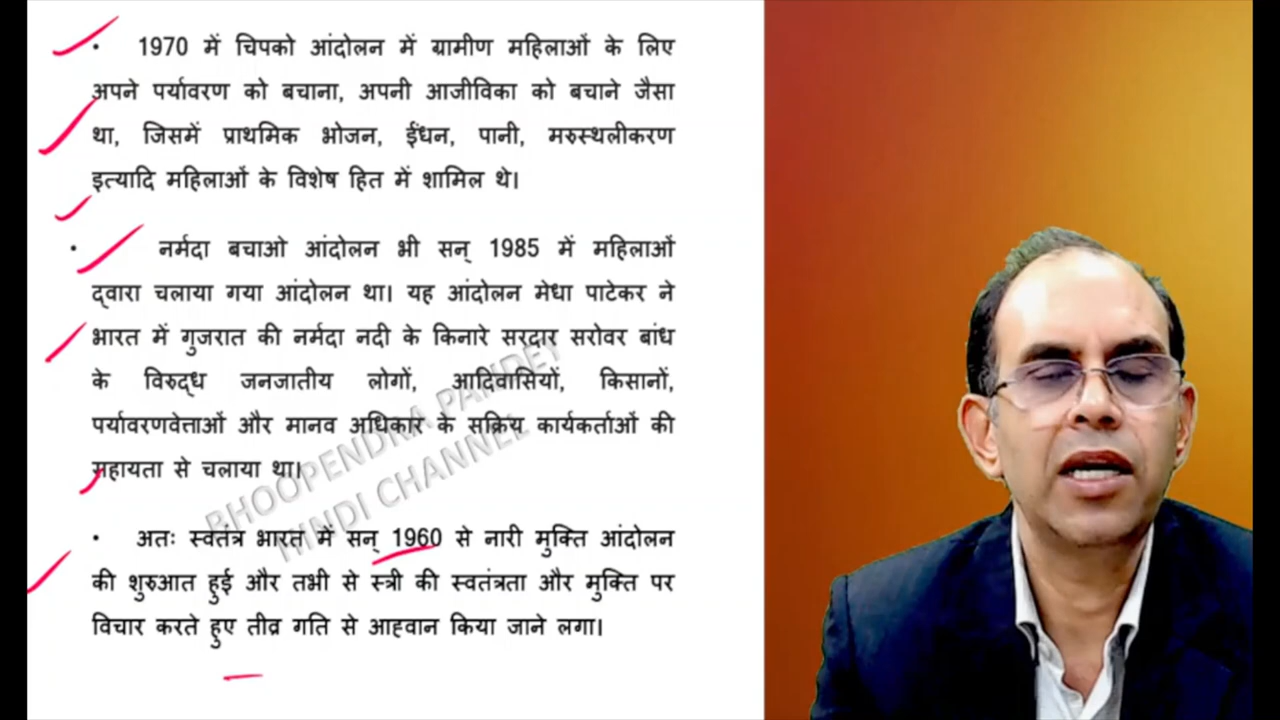 • 1970 में चिपको आंदोलन में ग्रामीण महिलाओं के लिए
अपने पर्यावरण को बचाना, अपनी आजीविका को बचाने जैसा
था, जिसमें प्राथमिक भोजन, ईंधन, पानी, मरुस्थलीकरण
इत्यादि महिलाओं के विशेष हित में शामिल थे।
• नर्मदा बचाओ आंदोलन भी सन् 1985 में महिलाओं
द्वारा चलाया गया आंदोलन था। यह आंदोलन मेधा पाटेकर ने
भारत में गुजरात की नर्मदा नदी के किनारे सरदार सरोवर बांध
के विरुद्ध जनजातीय लोगों, आदिवासियों, किसानों,
पर्यावरणवेत्ताओं और मानव अधिकार के सक्रिय कार्यकर्ताओं की
सहायता से चलाया था।
BHOOPENDRA PANDEY
HINDI CHANNEL
• अतः स्वतंत्र भारत में सन् 1960 से नारी मुक्ति आंदोलन
की शुरुआत हुई और तभी से स्त्री की स्वतंत्रता और मुक्ति पर
विचार करते हुए तीव्र गति से आह्वान किया जाने लगा।